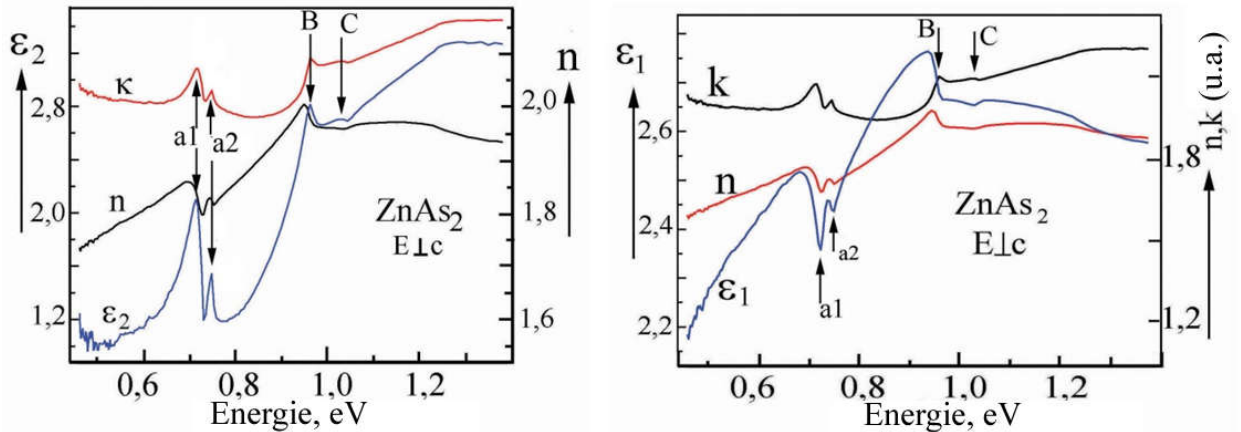 ε2
2,8
2,0
1,2
κ
n
ε2
a1
a2
B
C
ZnAs2
E⊥c
n
2,0
1,8
1,6
0,6
0,8
1,0
1,2
Energie, eV
ε1
2,6
2,4
2,3
2,2
k
n
ε1
a1
a2
B
C
ZnAs2
E⊥c
n,k (u.a.)
1,8
1,2
0,6
0,8
1,0
1,2
Energie, eV